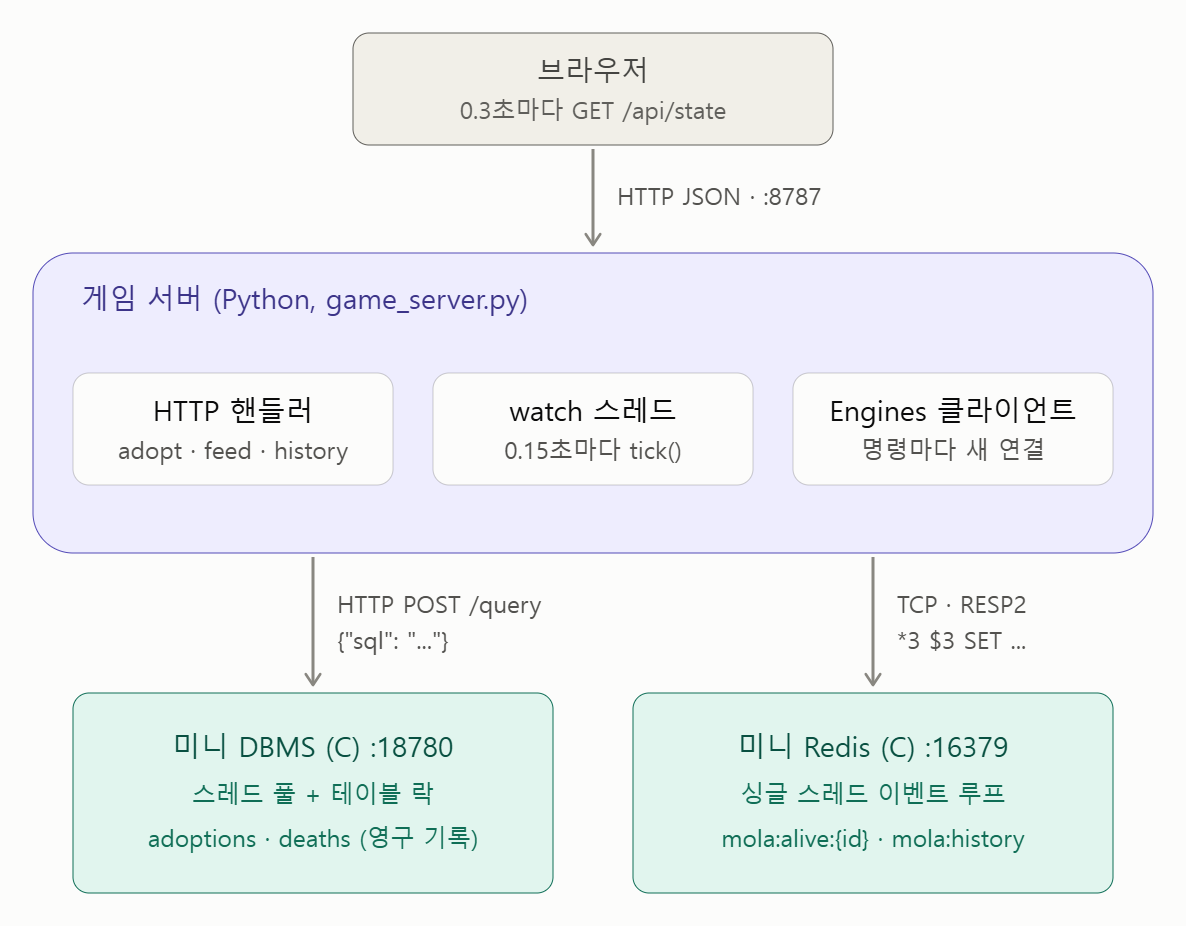 브라우저
0.3초마다 GET /api/state
HTTP JSON · :8787
게임 서버 (Python, game_server.py)
HTTP 핸들러
adopt · feed · history
watch 스레드
0.15초마다 tick()
Engines 클라이언트
명령마다 새 연결
HTTP POST /query
{"sql": "..."}
TCP · RESP2
*3 $3 SET ...
미니 DBMS (C) :18780
스레드 풀 + 테이블 락
adoptions · deaths (영구 기록)
미니 Redis (C) :16379
싱글 스레드 이벤트 루프
mola:alive:{id} · mola:history